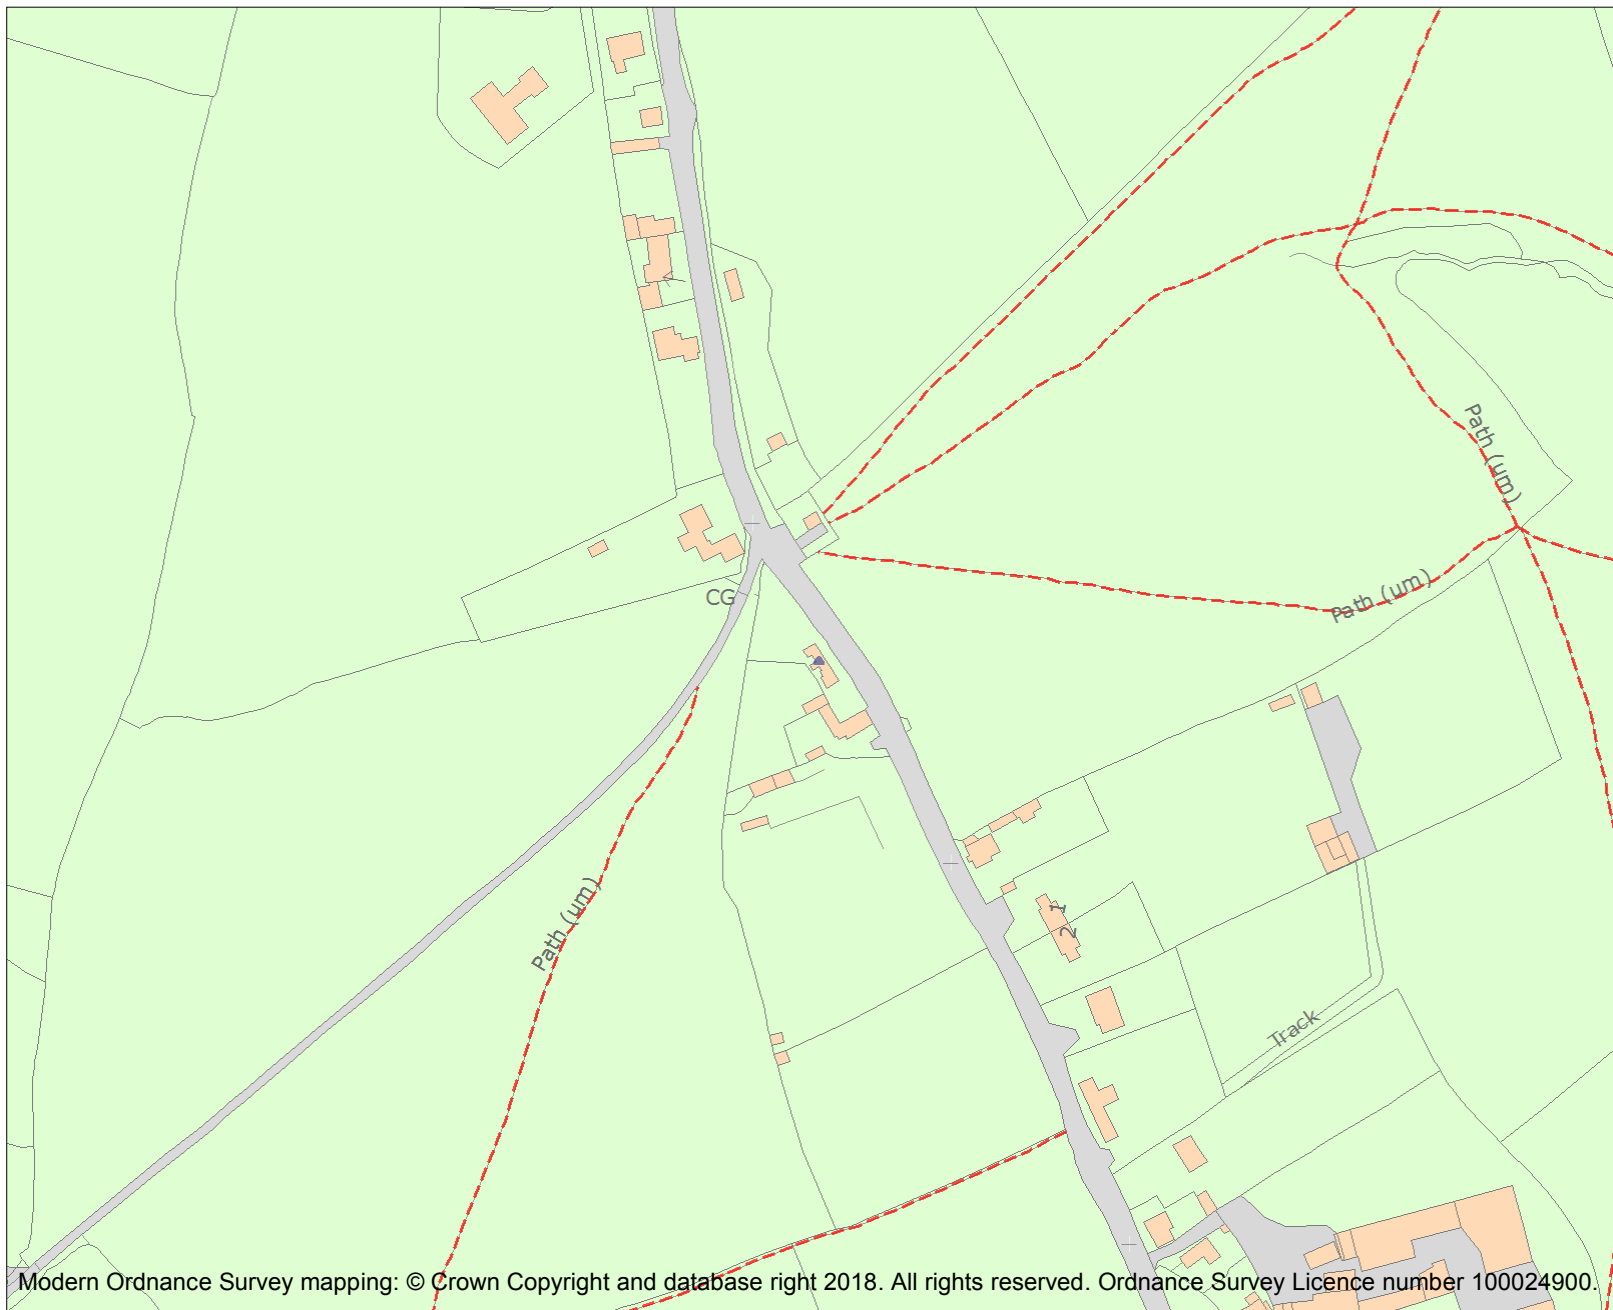 7
Path (um)
CG
Path (um)
Path (um)
1
2
Track
Modern Ordnance Survey mapping: © Crown Copyright and database right 2018. All rights reserved. Ordnance Survey Licence number 100024900.